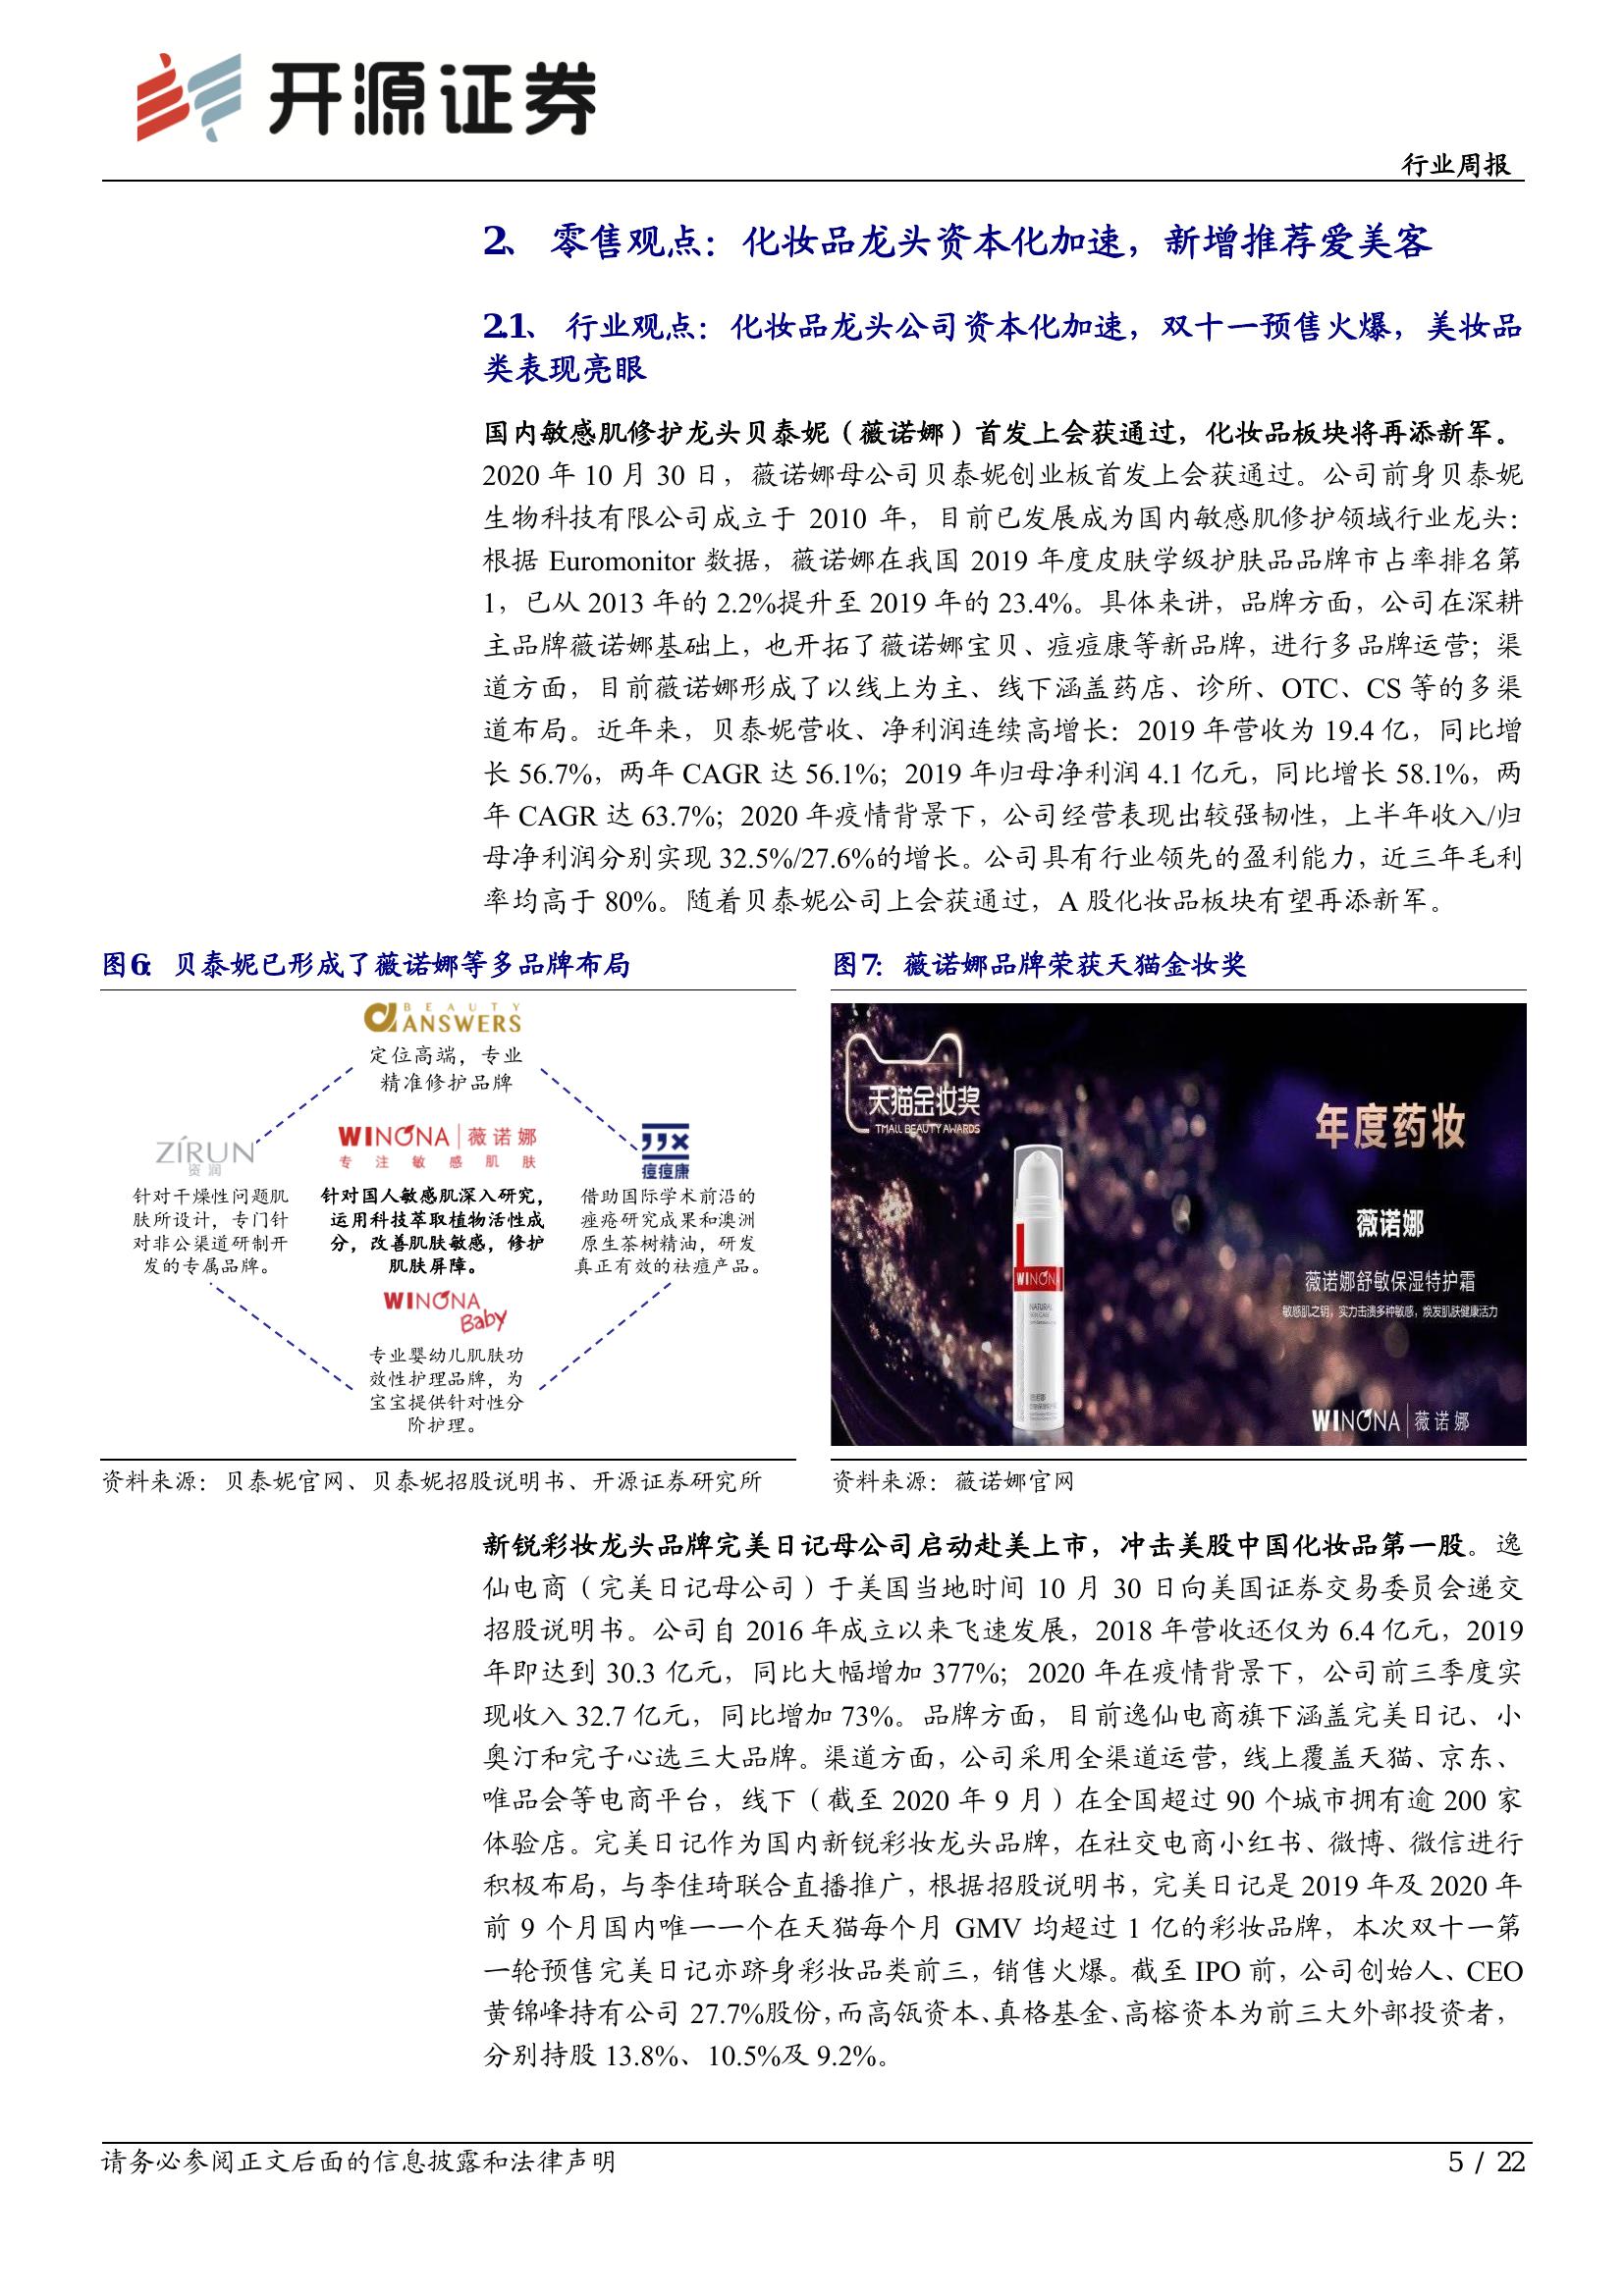 开源证券
行业周报
2、 零售观点：化妆品龙头资本化加速，新增推荐爱美客
2.1、 行业观点：化妆品龙头公司资本化加速，双十一预售火爆，美妆品
类表现亮眼
国内敏感肌修护龙头贝泰妮（薇诺娜）首发上会获通过，化妆品板块将再添新军。
2020 年 10 月 30 日，薇诺娜母公司贝泰妮创业板首发上会获通过。公司前身贝泰妮
生物科技有限公司成立于 2010 年，目前已发展成为国内敏感肌修护领域行业龙头：
根据 Euromonitor 数据，薇诺娜在我国 2019 年度皮肤学级护肤品品牌市占率排名第
1，已从 2013 年的 2.2%提升至 2019 年的 23.4%。具体来讲，品牌方面，公司在深耕
主品牌薇诺娜基础上，也开拓了薇诺娜宝贝、痘痘康等新品牌，进行多品牌运营；渠
道方面，目前薇诺娜形成了以线上为主、线下涵盖药店、诊所、OTC、CS 等的多渠
道布局。近年来，贝泰妮营收、净利润连续高增长：2019 年营收为 19.4 亿，同比增
长 56.7%，两年 CAGR 达 56.1%；2019 年归母净利润 4.1 亿元，同比增长 58.1%，两
年 CAGR 达 63.7%；2020 年疫情背景下，公司经营表现出较强韧性，上半年收入/归
母净利润分别实现 32.5%/27.6%的增长。公司具有行业领先的盈利能力，近三年毛利
率均高于 80%。随着贝泰妮公司上会获通过，A 股化妆品板块有望再添新军。
图6：贝泰妮已形成了薇诺娜等多品牌布局
BEAUTY
ANSWERS
定位高端，专业
精准修护品牌
ZIRUN
资润
针对干燥性问题肌
肤所设计，专门针
对非公渠道研制开
发的专属品牌。
WINONA 薇诺娜
专注敏感肌肤
针对国人敏感肌深入研究，
运用科技萃取植物活性成
分，改善肌肤敏感，修护
肌肤屏障。
痘痘康
借助国际学术前沿的
痤疮研究成果和澳洲
原生茶树精油，研发
真正有效的祛痘产品。
WINONA
Baby
专业婴幼儿肌肤功
效性护理品牌，为
宝宝提供针对性分
阶护理。
资料来源：贝泰妮官网、贝泰妮招股说明书、开源证券研究所
图7：薇诺娜品牌荣获天猫金妆奖
天猫金妆奖
TMALL BEAUTY AWARDS
年度药妆
薇诺娜
薇诺娜舒敏保湿特护霜
敏感肌之钥，实力击溃多种敏感，焕发肌肤健康活力
WINONA
NATURAL
WINONA 薇诺娜
资料来源：薇诺娜官网
新锐彩妆龙头品牌完美日记母公司启动赴美上市，冲击美股中国化妆品第一股。逸
仙电商（完美日记母公司）于美国当地时间 10 月 30 日向美国证券交易委员会递交
招股说明书。公司自 2016 年成立以来飞速发展，2018 年营收还仅为 6.4 亿元，2019
年即达到 30.3 亿元，同比大幅增加 377%；2020 年在疫情背景下，公司前三季度实
现收入 32.7 亿元，同比增加 73%。品牌方面，目前逸仙电商旗下涵盖完美日记、小
奥汀和完子心选三大品牌。渠道方面，公司采用全渠道运营，线上覆盖天猫、京东、
唯品会等电商平台，线下（截至 2020 年 9 月）在全国超过 90 个城市拥有逾 200 家
体验店。完美日记作为国内新锐彩妆龙头品牌，在社交电商小红书、微博、微信进行
积极布局，与李佳琦联合直播推广，根据招股说明书，完美日记是 2019 年及 2020 年
前 9 个月国内唯一一个在天猫每个月 GMV 均超过 1 亿的彩妆品牌，本次双十一第
一轮预售完美日记亦跻身彩妆品类前三，销售火爆。截至 IPO 前，公司创始人、CEO
黄锦峰持有公司 27.7%股份，而高瓴资本、真格基金、高榕资本为前三大外部投资者，
分别持股 13.8%、10.5%及 9.2%。
请务必参阅正文后面的信息披露和法律声明
5 / 22